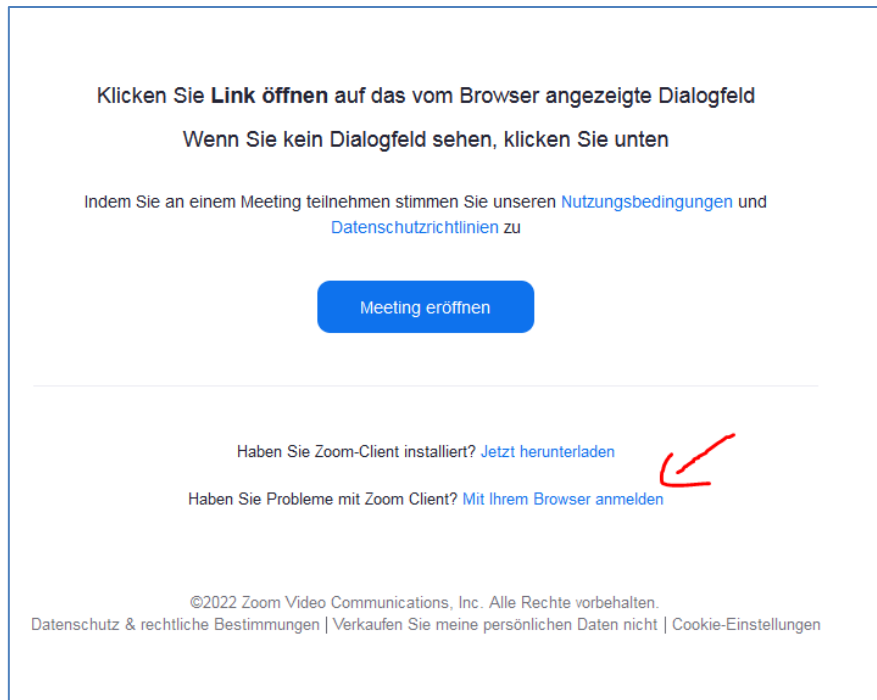 Klicken Sie Link öffnen auf das vom Browser angezeigte Dialogfeld
Wenn Sie kein Dialogfeld sehen, klicken Sie unten
Indem Sie an einem Meeting teilnehmen stimmen Sie unseren Nutzungsbedingungen und
Datenschutzrichtlinien zu
Meeting eröffnen
Haben Sie Zoom-Client installiert? Jetzt herunterladen
Haben Sie Probleme mit Zoom Client? Mit Ihrem Browser anmelden
©2022 Zoom Video Communications, Inc. Alle Rechte vorbehalten.
Datenschutz & rechtliche Bestimmungen | Verkaufen Sie meine persönlichen Daten nicht | Cookie-Einstellungen